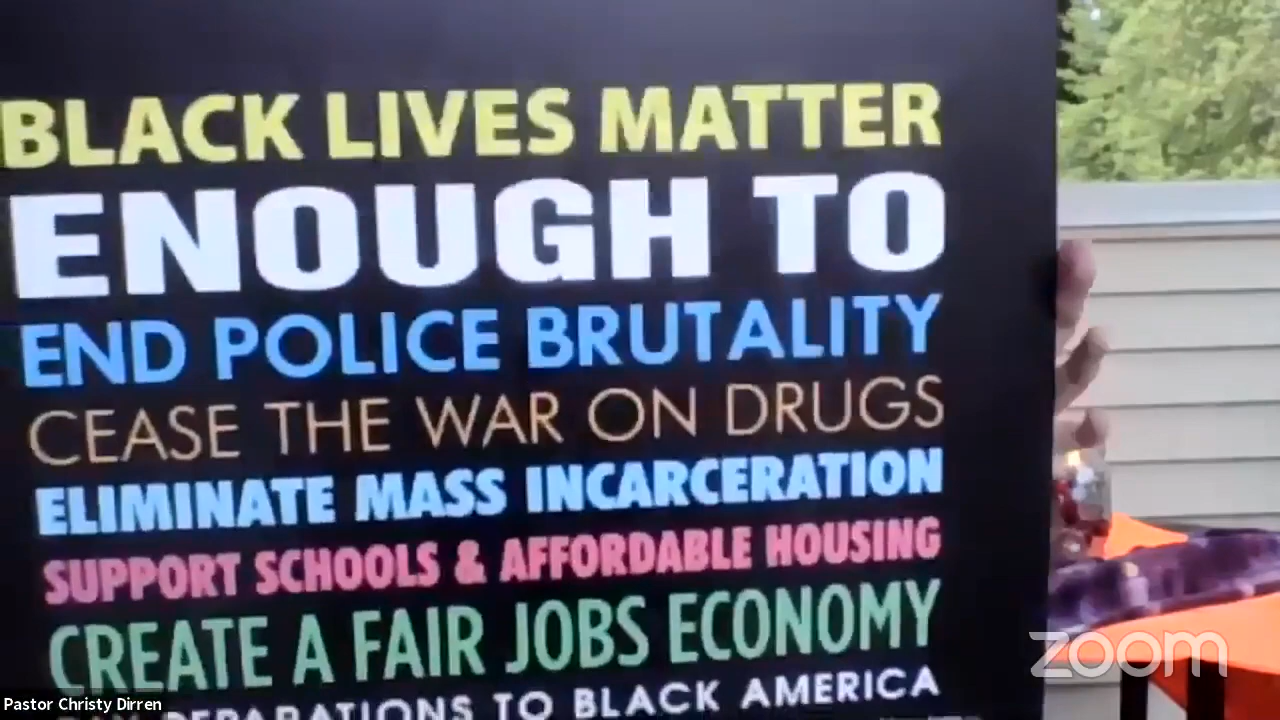 BLACK LIVES MATTER
ENOUGH TO
END POLICE BRUTALITY
CEASE THE WAR ON DRUGS
ELIMINATE MASS INCARCERATION
SUPPORT SCHOOLS & AFFORDABLE HOUSING
CREATE A FAIR JOBS ECONOMY
REPARATIONS TO BLACK AMERICA
Pastor Christy Dirren
zoom